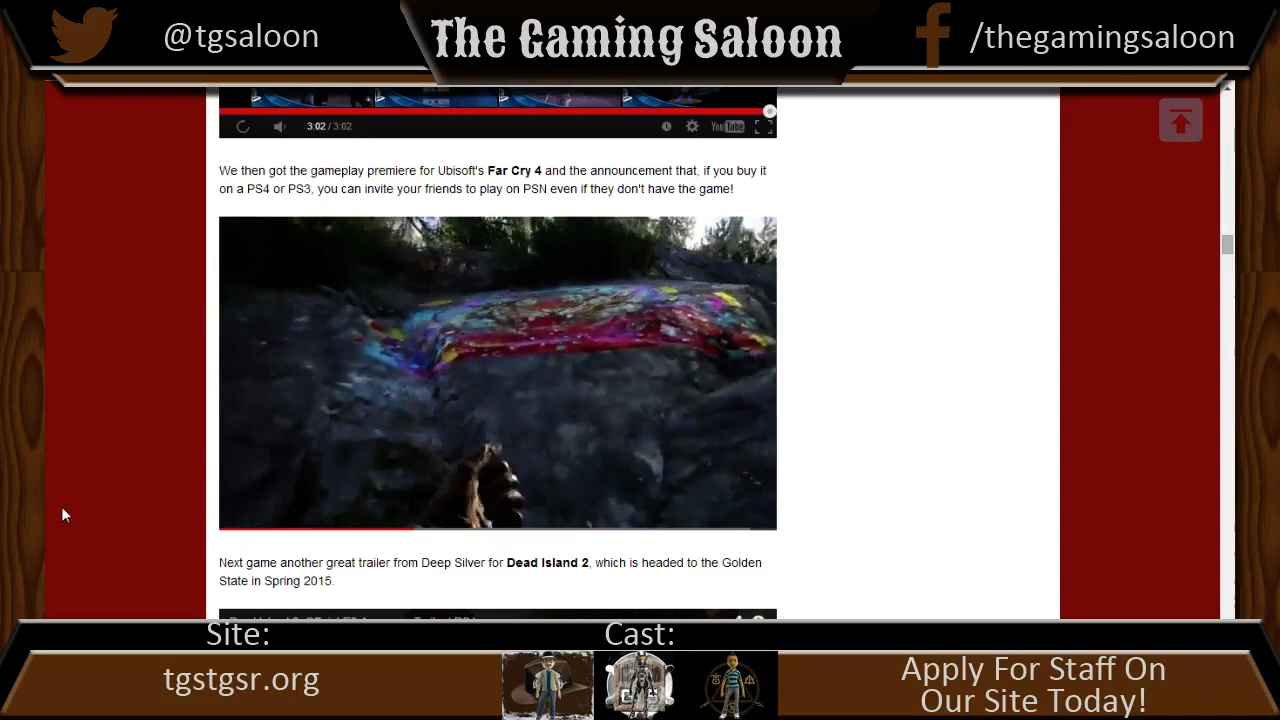 @tgsaloon
The Gaming Saloon
/thegamingsaloon
3:02 / 3:02
YouTube
We then got the gameplay premiere for Ubisoft's Far Cry 4 and the announcement that, if you buy it
on a PS4 or PS3, you can invite your friends to play on PSN even if they don't have the game!
Next game another great trailer from Deep Silver for Dead Island 2, which is headed to the Golden
State in Spring 2015.
Site:
Cast:
tgstgsr.org
Apply For Staff On
Our Site Today!